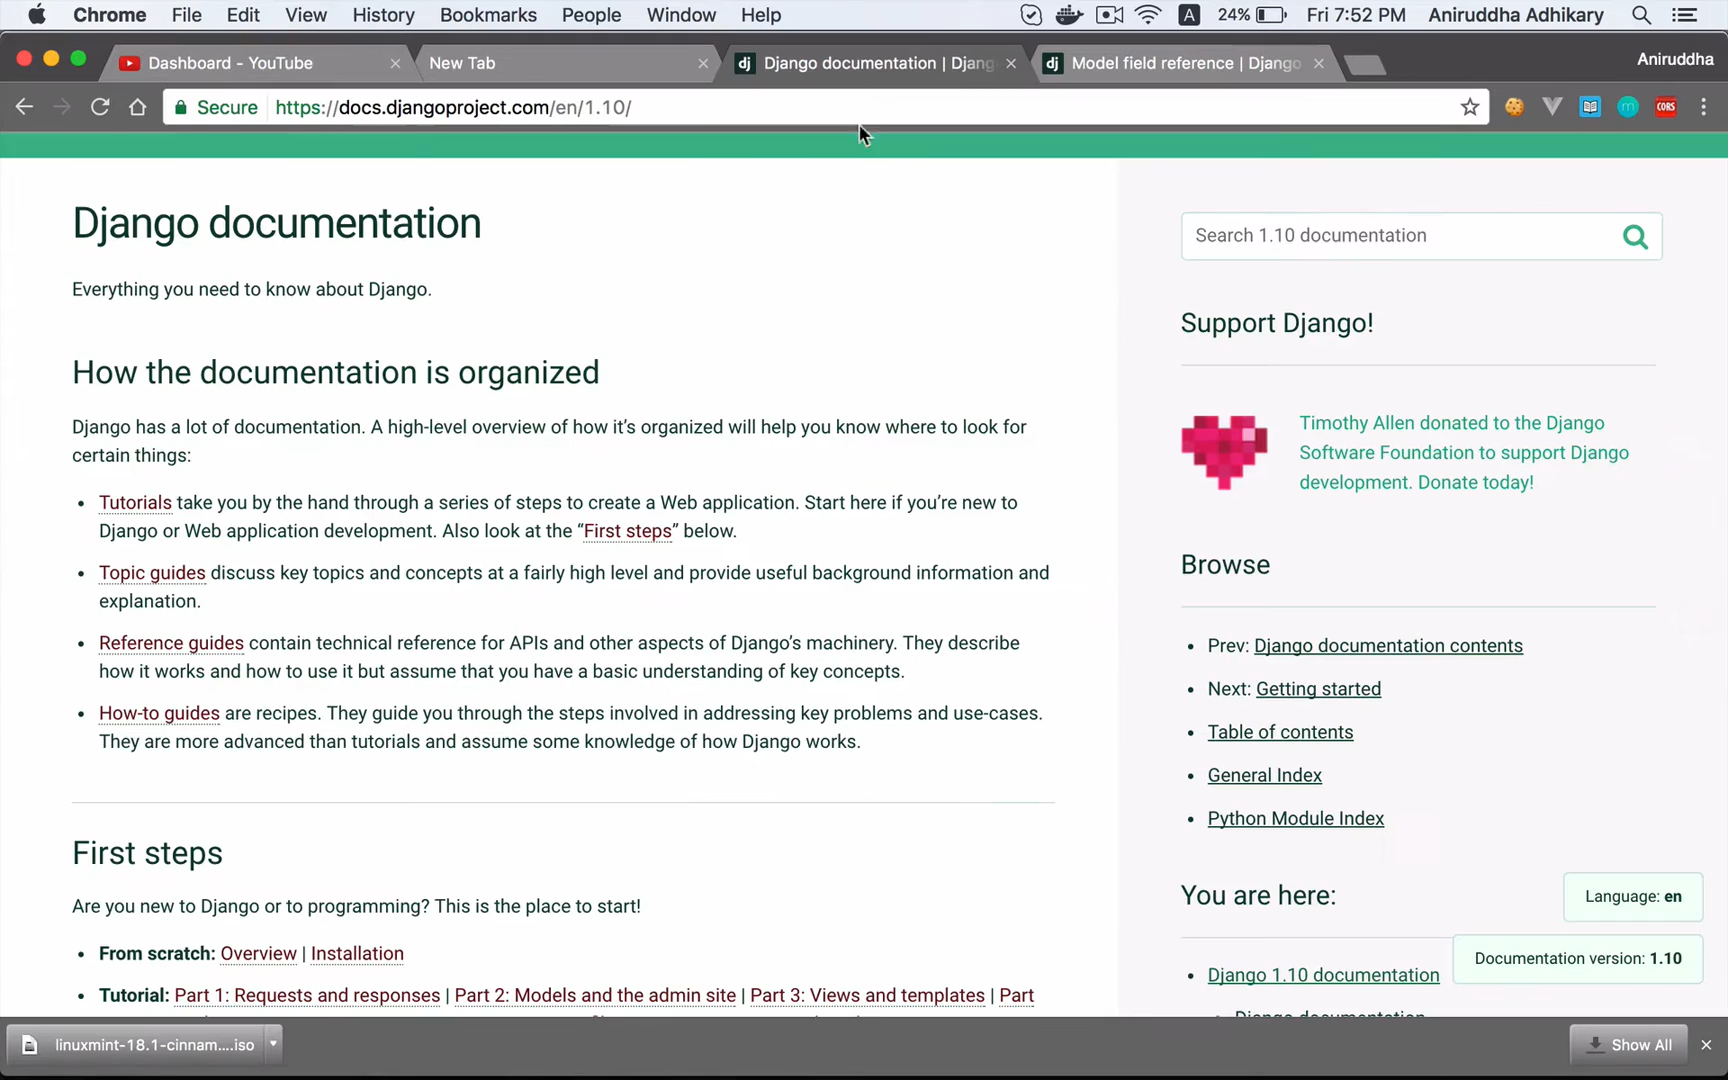 Chrome File Edit View History Bookmarks People Window Help A 24% Fri 7:52 PM Aniruddha Adhikary
Dashboard - YouTube New Tab dj Django documentation | Djang dj Model field reference | Django Aniruddha
Secure https://docs.djangoproject.com/en/1.10/ m CORS
Django documentation
Everything you need to know about Django.
How the documentation is organized
Django has a lot of documentation. A high-level overview of how it’s organized will help you know where to look for
certain things:
• Tutorials take you by the hand through a series of steps to create a Web application. Start here if you’re new to
Django or Web application development. Also look at the “First steps” below.
• Topic guides discuss key topics and concepts at a fairly high level and provide useful background information and
explanation.
• Reference guides contain technical reference for APIs and other aspects of Django’s machinery. They describe
how it works and how to use it but assume that you have a basic understanding of key concepts.
• How-to guides are recipes. They guide you through the steps involved in addressing key problems and use-cases.
They are more advanced than tutorials and assume some knowledge of how Django works.
First steps
Are you new to Django or to programming? This is the place to start!
• From scratch: Overview | Installation
• Tutorial: Part 1: Requests and responses | Part 2: Models and the admin site | Part 3: Views and templates | Part
Search 1.10 documentation
Support Django!
Timothy Allen donated to the Django
Software Foundation to support Django
development. Donate today!
Browse
• Prev: Django documentation contents
• Next: Getting started
• Table of contents
• General Index
• Python Module Index
You are here:
Language: en
• Django 1.10 documentation
Documentation version: 1.10
Django documentation
linuxmint-18.1-cinnam....iso
Show All